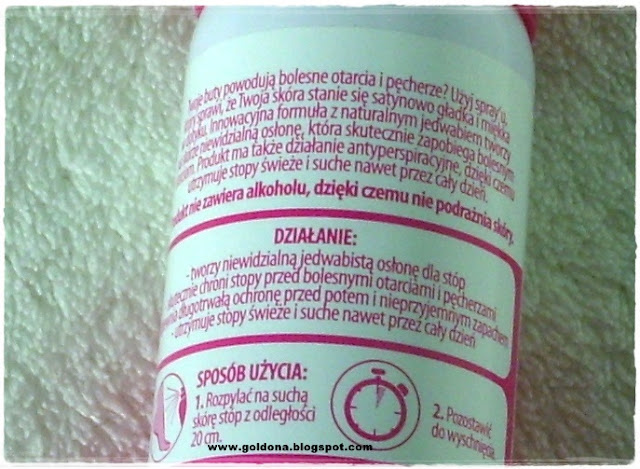 Twoje buty powodują bolesne otarcia i pęcherze? Użyj spray'u,
sprawi, że Twoja skóra stanie się satynowo gładka i miękka
Innowacyjna formuła z naturalnym jedwabiem tworzy
niewidzialną osłonę, która skutecznie zapobiega bolesnym
Produkt ma także działanie antyperspiracyjne, dzięki czemu
utrzymuje stopy świeże i suche nawet przez cały dzień.
nie zawiera alkoholu, dzięki czemu nie podrażnia skóry.
DZIAŁANIE:
- tworzy niewidzialną jedwabistą osłonę dla stóp
skutecznie chroni stopy przed bolesnymi otarciami i pęcherzami
długotrwałą ochronę przed potem i nieprzyjemnym zapachem
- utrzymuje stopy świeże i suche nawet przez cały dzień
SPOSÓB UŻYCIA:
1. Rozpylać na suchą
skórę stóp z odległości
20 cm.
2. Pozostawić
do wyschnięcia.
www.goldona.blogspot.com